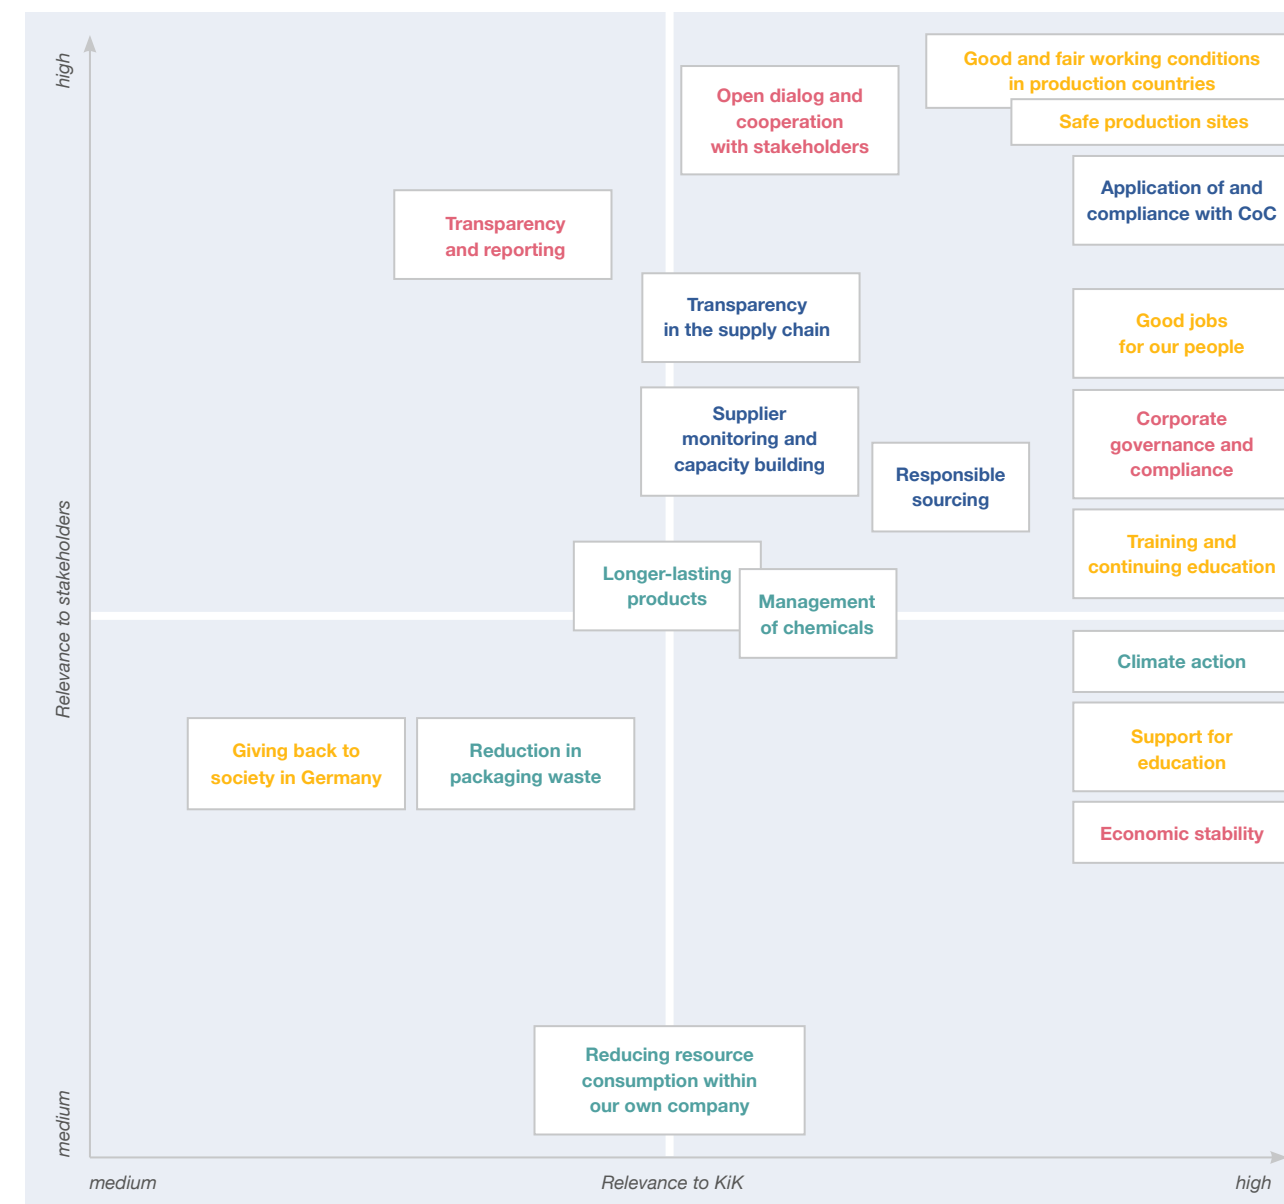 high
Good and fair working conditions
in production countries
Open dialog and
cooperation
with stakeholders
Safe production sites
Application of and
compliance with CoC
Transparency
and reporting
Transparency
in the supply chain
Good jobs
for our people
Supplier
monitoring and
capacity building
Corporate
governance and
compliance
Responsible
sourcing
Relevance to stakeholders
Training and
continuing education
Longer-lasting
products
Management
of chemicals
Climate action
Giving back to
society in Germany
Reduction in
packaging waste
Support for
education
Economic stability
Reducing resource
consumption within
our own company
medium
medium
Relevance to KiK
high